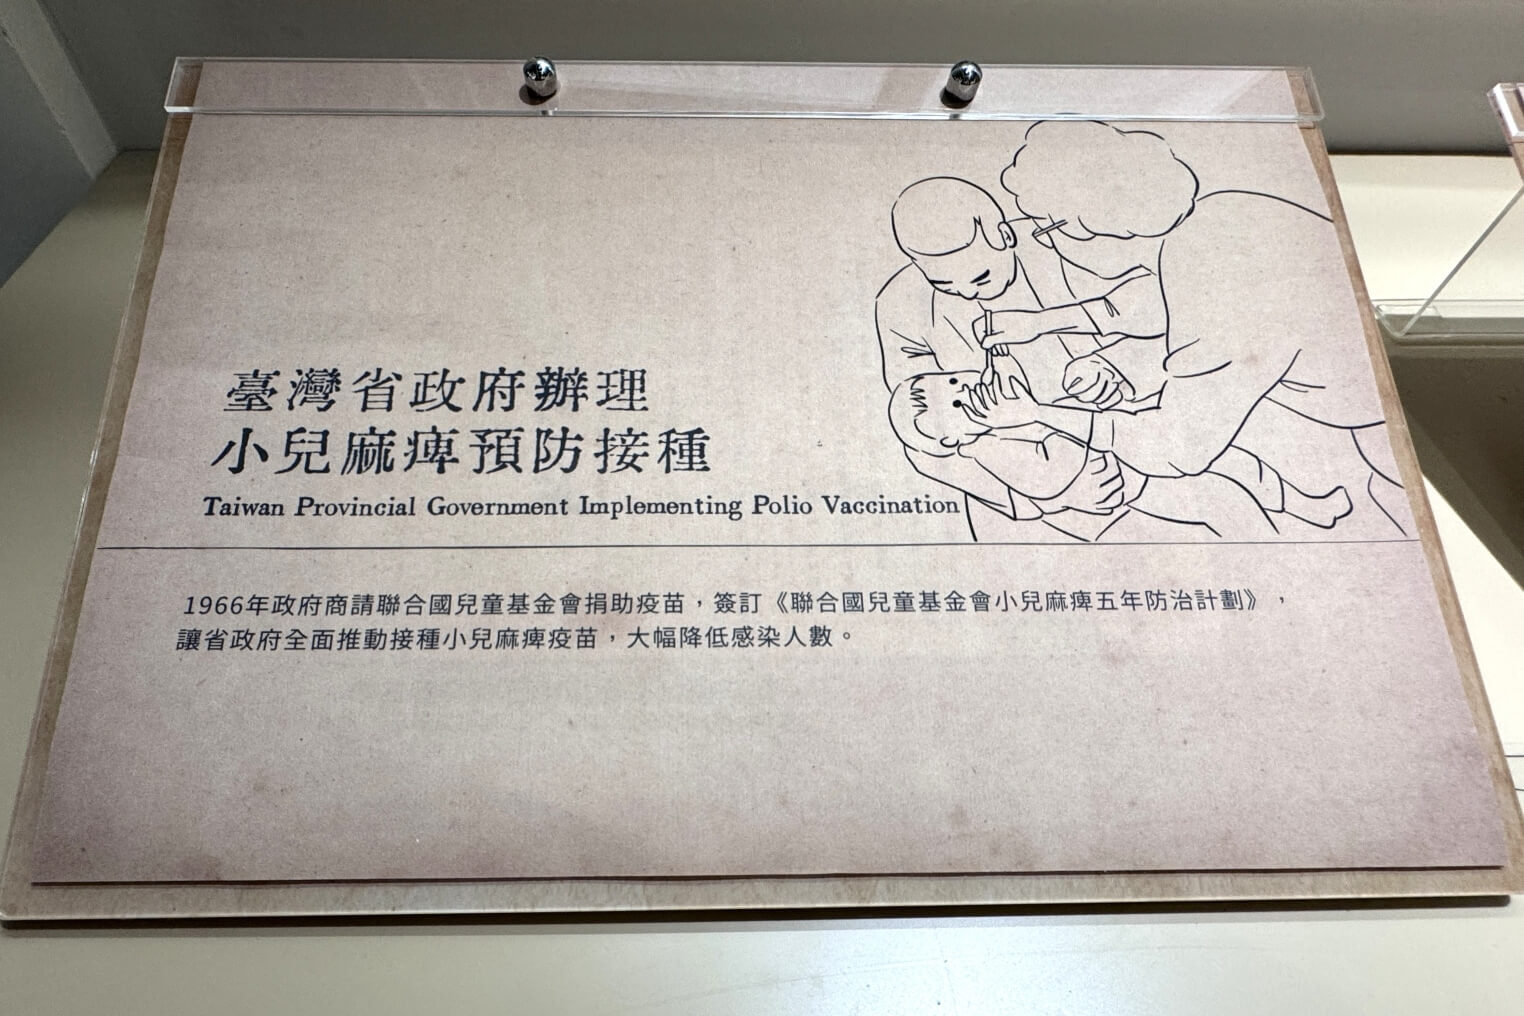 臺灣省政府辦理
小兒麻痺預防接種
Taiwan Provincial Government Implementing Polio Vaccination
1966年政府商請聯合國兒童基金會捐助疫苗，簽訂《聯合國兒童基金會小兒麻痺五年防治計劃》，
讓省政府全面推動接種小兒麻痺疫苗，大幅降低感染人數。